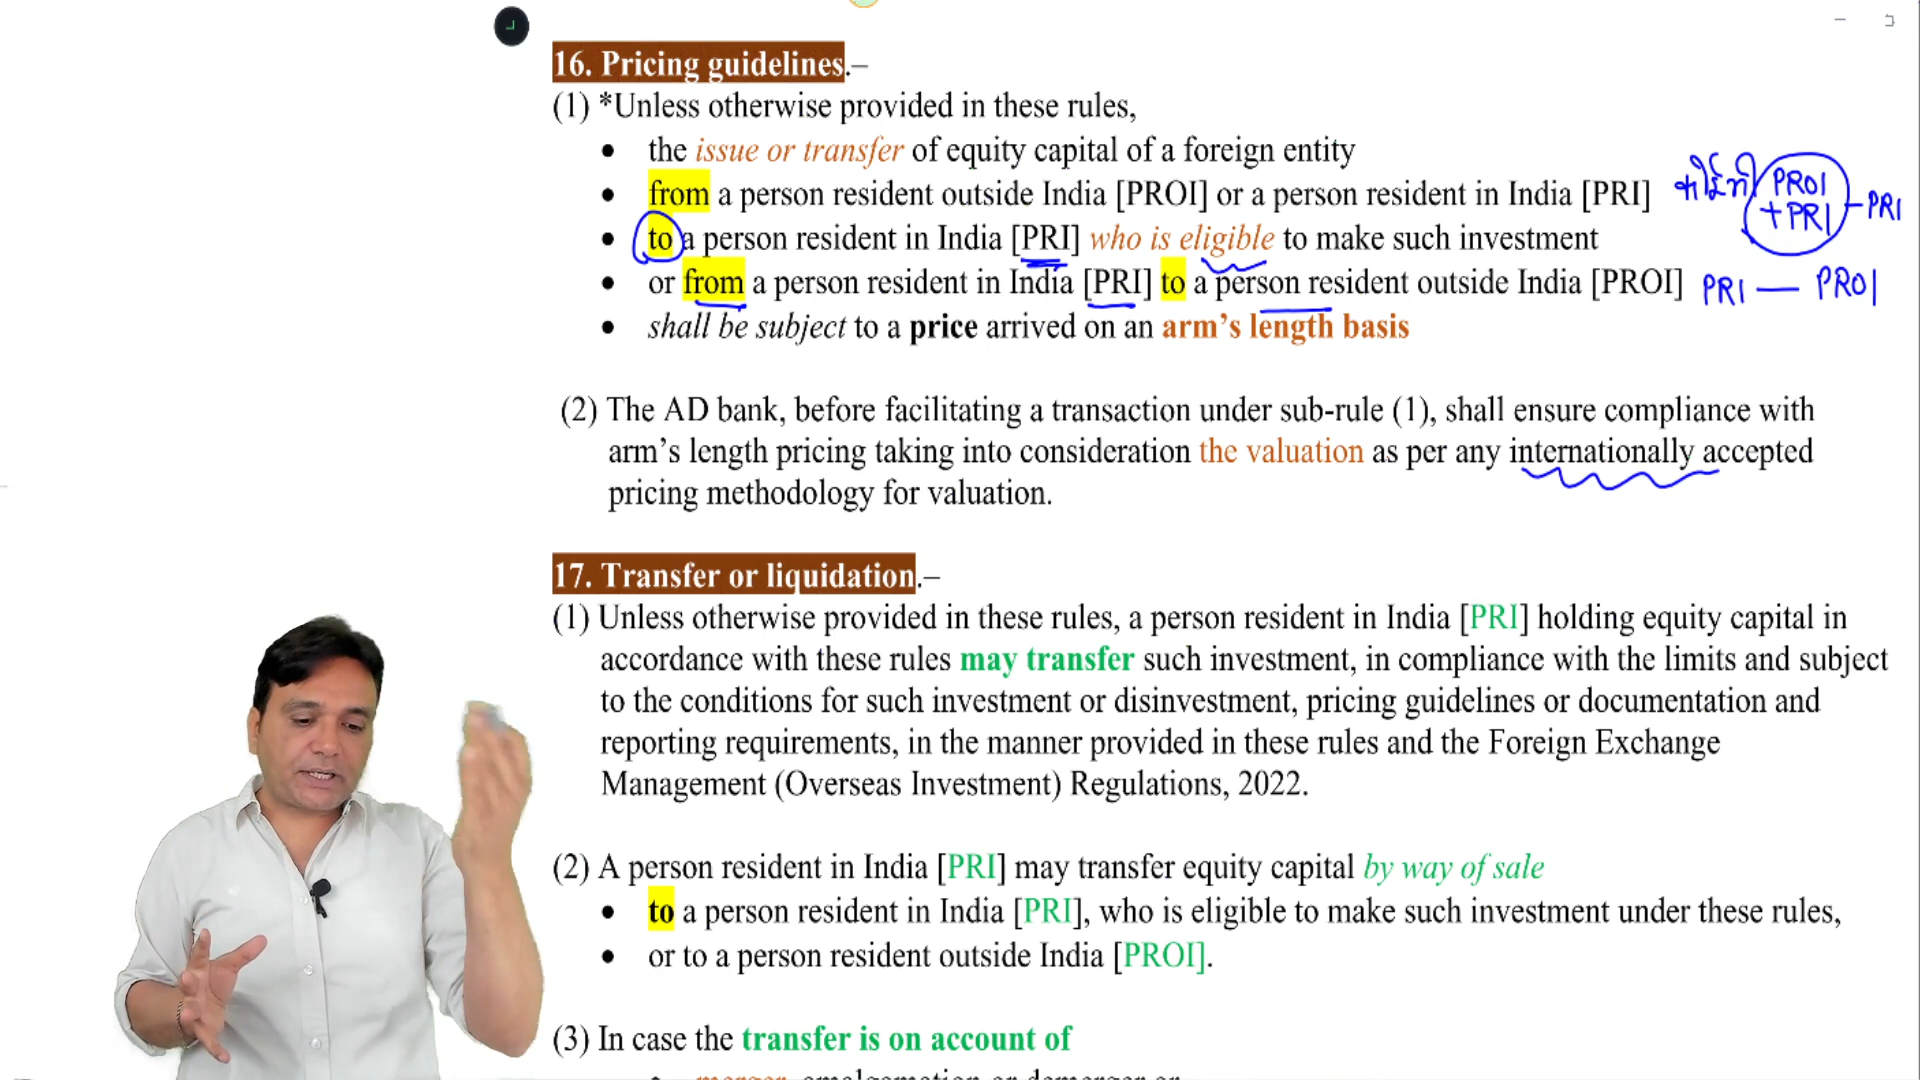 16. Pricing guidelines.–
(1) *Unless otherwise provided in these rules,
• the issue or transfer of equity capital of a foreign entity
• from a person resident outside India [PROI] or a person resident in India [PRI]
PROI
+ PRI – PRI
• to a person resident in India [PRI] who is eligible to make such investment
• or from a person resident in India [PRI] to a person resident outside India [PROI]
PRI — PROI
• shall be subject to a price arrived on an arm's length basis
(2) The AD bank, before facilitating a transaction under sub-rule (1), shall ensure compliance with
arm's length pricing taking into consideration the valuation as per any internationally accepted
pricing methodology for valuation.
17. Transfer or liquidation.–
(1) Unless otherwise provided in these rules, a person resident in India [PRI] holding equity capital in
accordance with these rules may transfer such investment, in compliance with the limits and subject
to the conditions for such investment or disinvestment, pricing guidelines or documentation and
reporting requirements, in the manner provided in these rules and the Foreign Exchange
Management (Overseas Investment) Regulations, 2022.
(2) A person resident in India [PRI] may transfer equity capital by way of sale
• to a person resident in India [PRI], who is eligible to make such investment under these rules,
• or to a person resident outside India [PROI].
(3) In case the transfer is on account of
• merger, amalgamation or demerger or